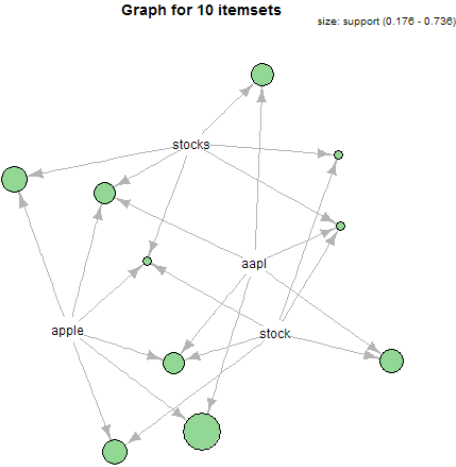 Graph for 10 itemsets
size: support (0.176 - 0.736)
stocks
aapl
apple
stock